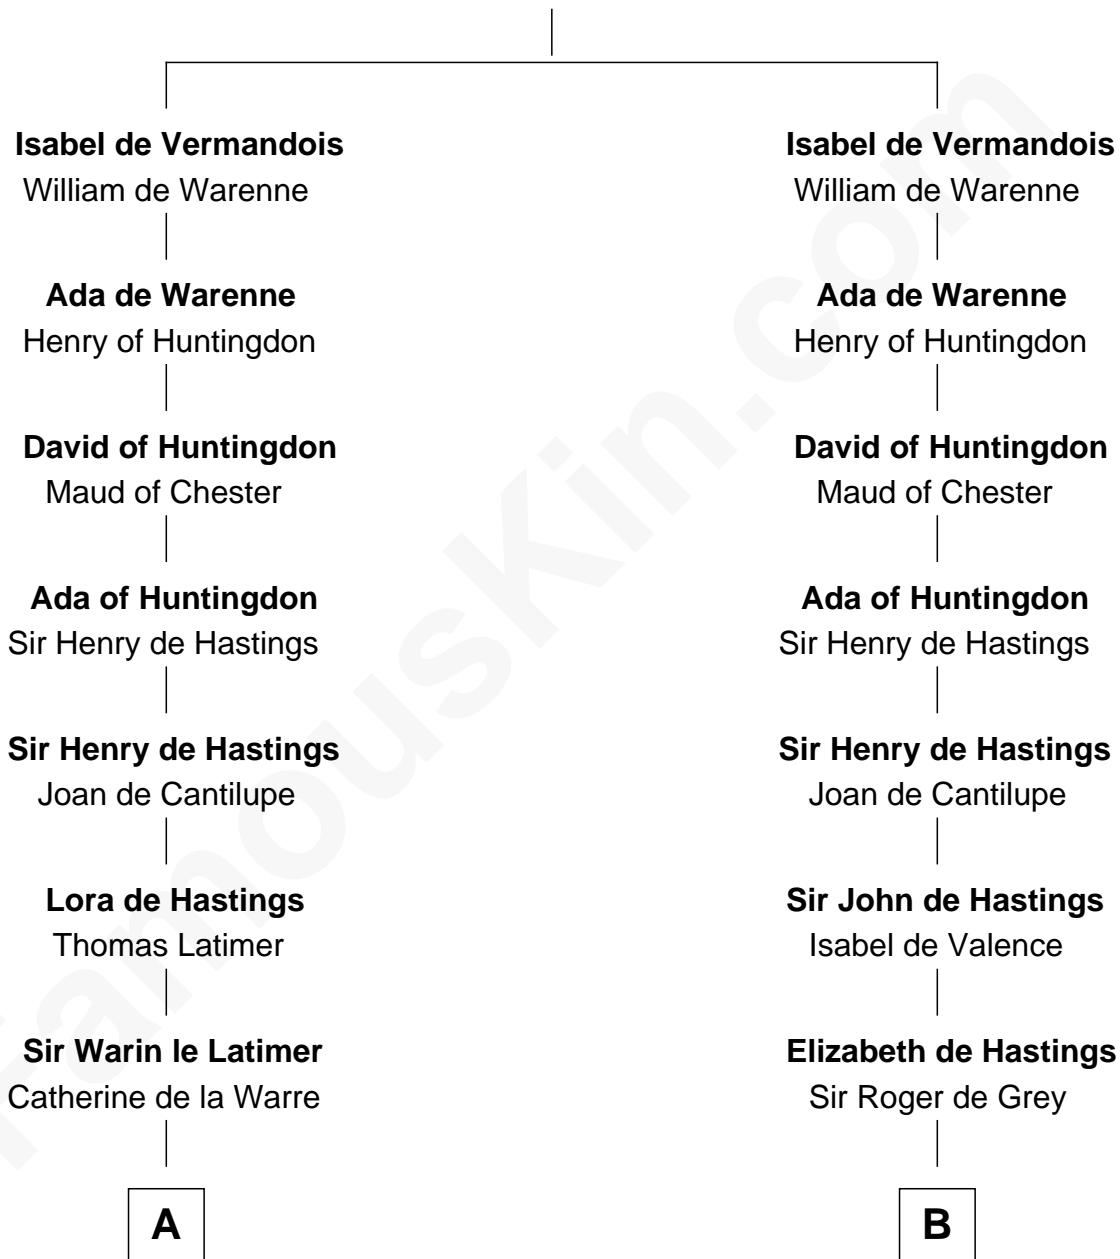 Isabel de Vermandois
William de Warenne
Ada de Warenne
Henry of Huntingdon
David of Huntingdon
Maud of Chester
Ada of Huntingdon
Sir Henry de Hastings
Sir Henry de Hastings
Joan de Cantilupe
Lora de Hastings
Thomas Latimer
Sir Warin le Latimer
Catherine de la Warre
A
Isabel de Vermandois
William de Warenne
Ada de Warenne
Henry of Huntingdon
David of Huntingdon
Maud of Chester
Ada of Huntingdon
Sir Henry de Hastings
Sir Henry de Hastings
Joan de Cantilupe
Sir John de Hastings
Isabel de Valence
Elizabeth de Hastings
Sir Roger de Grey
B
FamousKin.com